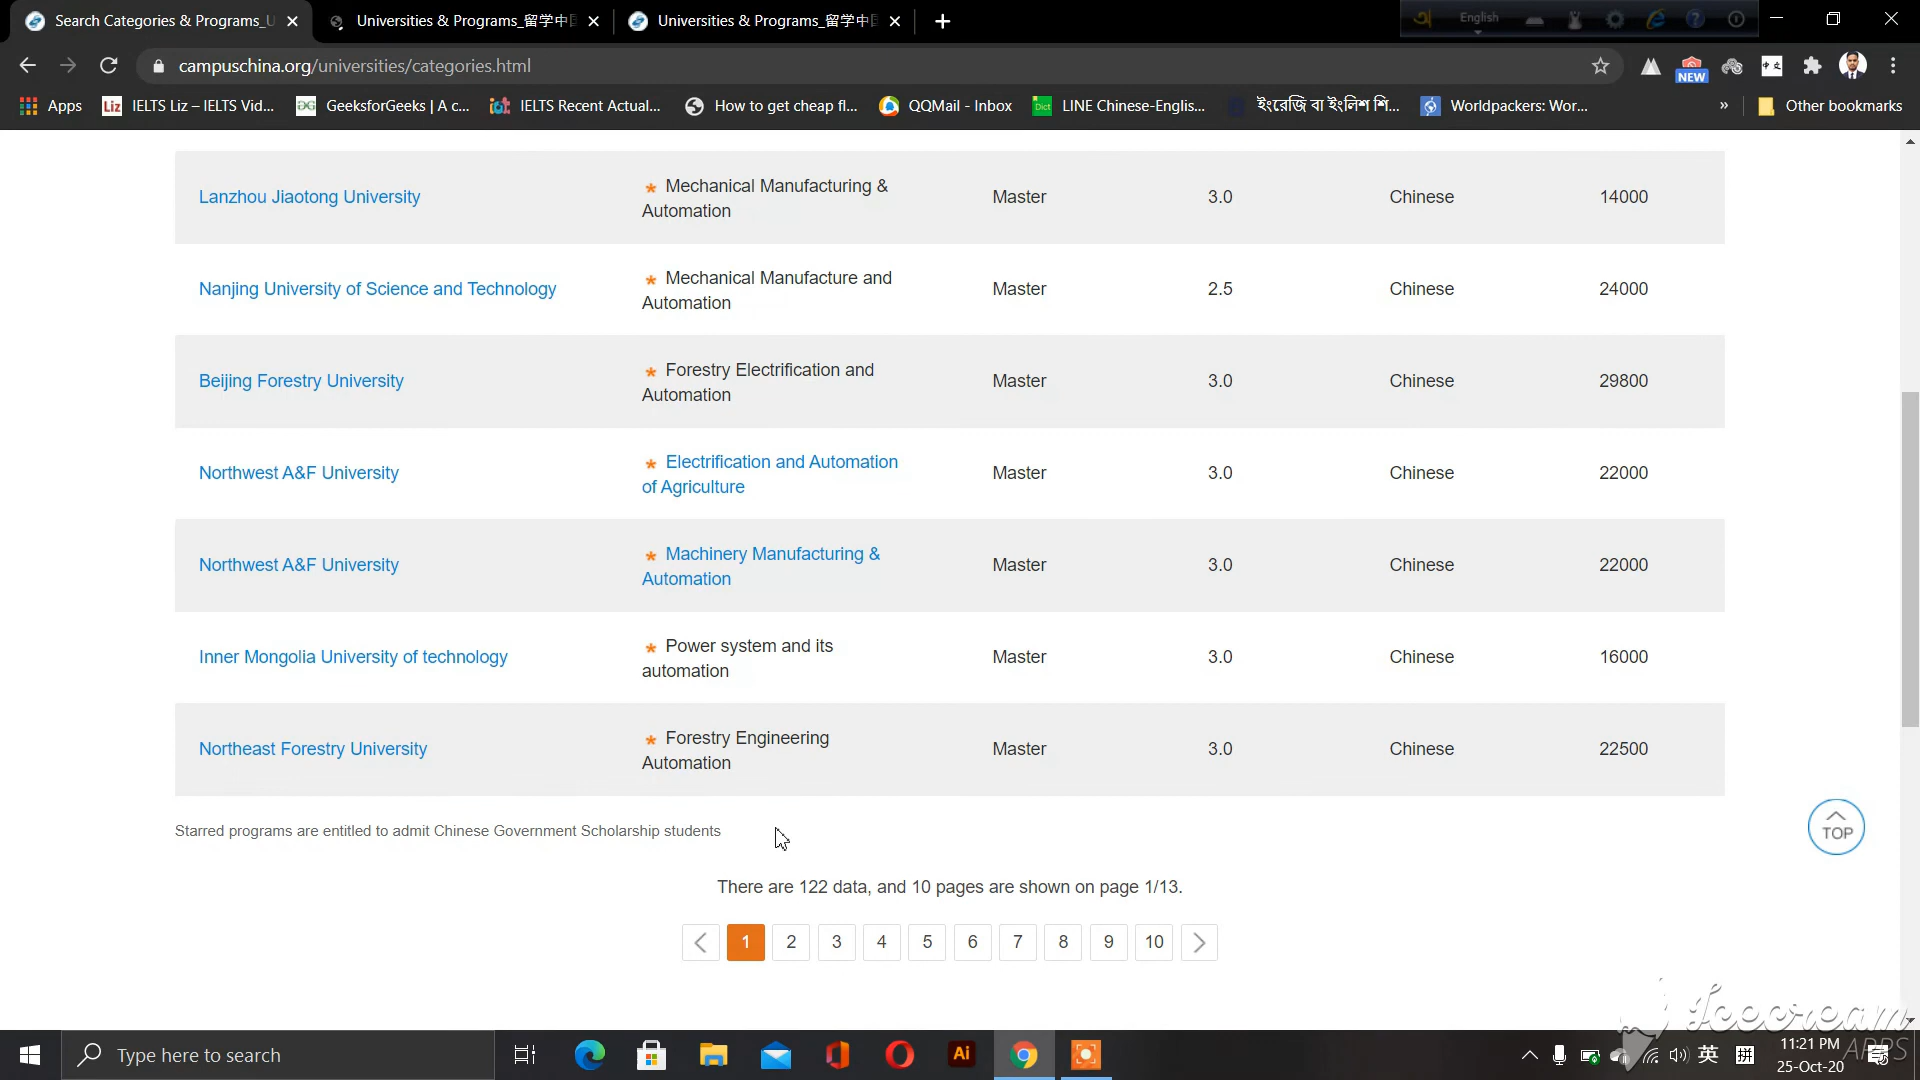 Search Categories & Programs_U
Universities & Programs_留学中国
Universities & Programs_留学中国
English
campuschina.org/universities/categories.html
NEW
Apps
Liz
IELTS Liz – IELTS Vid...
GeeksforGeeks | A c...
IELTS Recent Actual...
How to get cheap fl...
QQMail - Inbox
Dict
LINE Chinese-Englis...
ইংরেজি বা ইংলিশ শি...
Worldpackers: Wor...
»
Other bookmarks
Lanzhou Jiaotong University
* Mechanical Manufacturing &
Automation
Master
3.0
Chinese
14000
Nanjing University of Science and Technology
* Mechanical Manufacture and
Automation
Master
2.5
Chinese
24000
Beijing Forestry University
* Forestry Electrification and
Automation
Master
3.0
Chinese
29800
Northwest A&F University
* Electrification and Automation
of Agriculture
Master
3.0
Chinese
22000
Northwest A&F University
* Machinery Manufacturing &
Automation
Master
3.0
Chinese
22000
Inner Mongolia University of technology
* Power system and its
automation
Master
3.0
Chinese
16000
Northeast Forestry University
* Forestry Engineering
Automation
Master
3.0
Chinese
22500
Starred programs are entitled to admit Chinese Government Scholarship students
TOP
There are 122 data, and 10 pages are shown on page 1/13.
1 2 3 4 5 6 7 8 9 10
Icecream
APPS
Type here to search
Ai
英
拼
11:21 PM
25-Oct-20